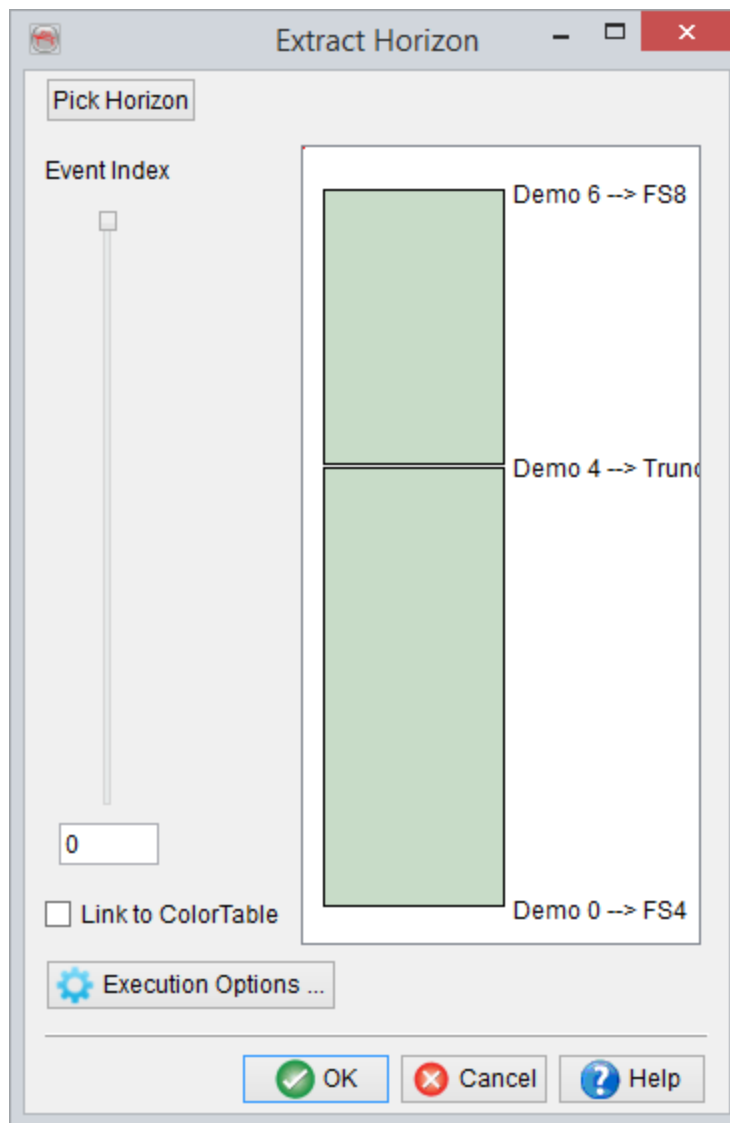 Extract Horizon
Pick Horizon
Event Index
Demo 6 --> FS8
Demo 4 --> Trunc
0
Demo 0 --> FS4
Link to ColorTable
Execution Options ...
OK
Cancel
Help